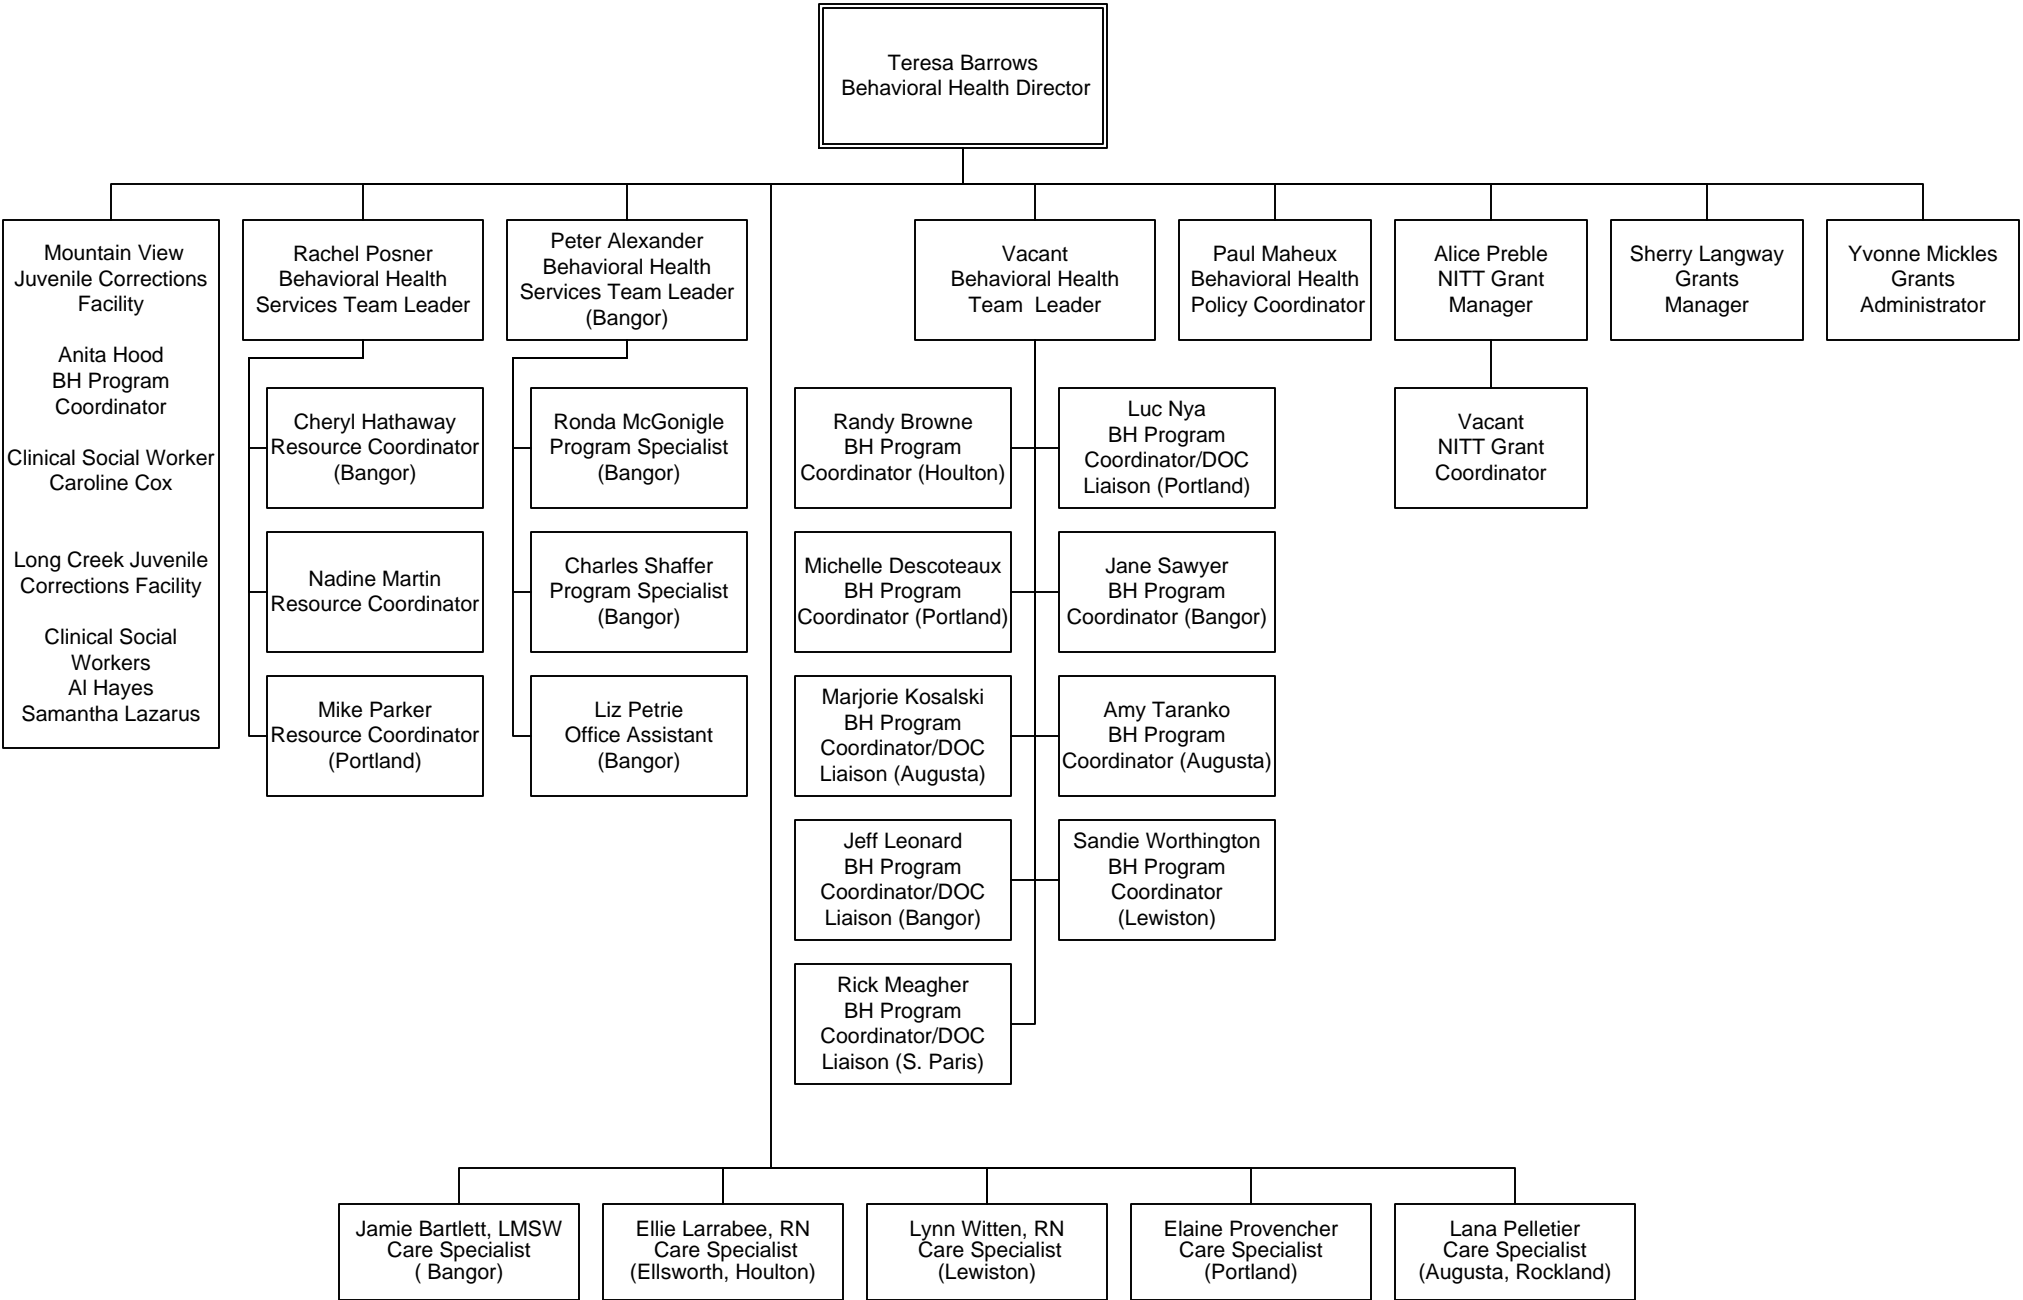 Teresa Barrows
Behavioral Health Director
Mountain View
Juvenile Corrections
Facility
Anita Hood
BH Program
Coordinator
Clinical Social Worker
Caroline Cox
Long Creek Juvenile
Corrections Facility
Clinical Social
Workers
Al Hayes
Samantha Lazarus
Rachel Posner
Behavioral Health
Services Team Leader
Cheryl Hathaway
Resource Coordinator
(Bangor)
Nadine Martin
Resource Coordinator
Mike Parker
Resource Coordinator
(Portland)
Peter Alexander
Behavioral Health
Services Team Leader
(Bangor)
Ronda McGonigle
Program Specialist
(Bangor)
Charles Shaffer
Program Specialist
(Bangor)
Liz Petrie
Office Assistant
(Bangor)
Vacant
Behavioral Health
Team  Leader
Randy Browne
BH Program
Coordinator (Houlton)
Luc Nya
BH Program
Coordinator/DOC
Liaison (Portland)
Michelle Descoteaux
BH Program
Coordinator (Portland)
Jane Sawyer
BH Program
Coordinator (Bangor)
Marjorie Kosalski
BH Program
Coordinator/DOC
Liaison (Augusta)
Amy Taranko
BH Program
Coordinator (Augusta)
Jeff Leonard
BH Program
Coordinator/DOC
Liaison (Bangor)
Sandie Worthington
BH Program
Coordinator
(Lewiston)
Rick Meagher
BH Program
Coordinator/DOC
Liaison (S. Paris)
Paul Maheux
Behavioral Health
Policy Coordinator
Alice Preble
NITT Grant
Manager
Vacant
NITT Grant
Coordinator
Sherry Langway
Grants
Manager
Yvonne Mickles
Grants
Administrator
Jamie Bartlett, LMSW
Care Specialist
( Bangor)
Ellie Larrabee, RN
Care Specialist
(Ellsworth, Houlton)
Lynn Witten, RN
Care Specialist
(Lewiston)
Elaine Provencher
Care Specialist
(Portland)
Lana Pelletier
Care Specialist
(Augusta, Rockland)